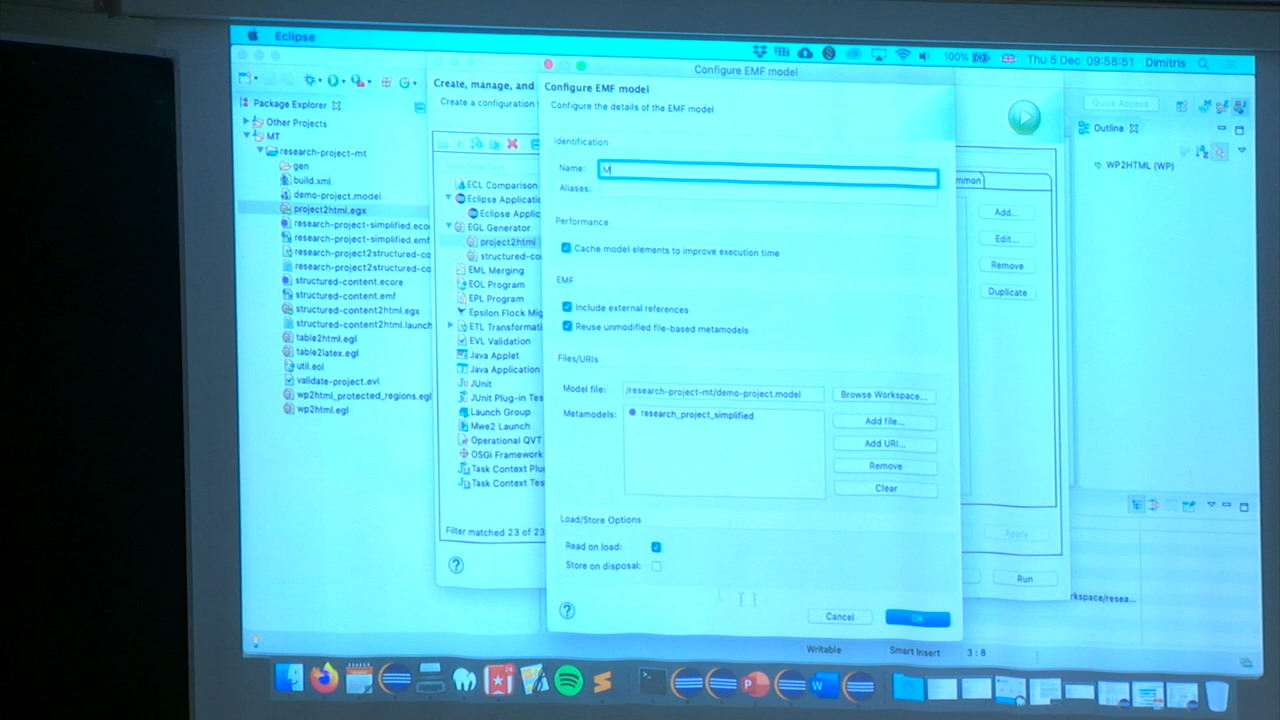 Eclipse
100%
Thu 5 Dec 09:58:51
Dimitris
Configure EMF model
Create, manage, and
Configure EMF model
Create a configuration
Configure the details of the EMF model
Package Explorer
Quick Access
Other Projects
MT
research-project-mt
gen
build.xml
demo-project.model
project2html.egx
research-project-simplified.eco
research-project-simplified.emf
research-project2structured-co
research-project2structured-co
structured-content.ecore
structured-content.emf
structured-content2html.egx
structured-content2html.launch
table2html.egl
table2latex.egl
util.eol
validate-project.evl
wp2html_protected_regions.egl
wp2html.egl
ECL Comparison
Eclipse Applicati
Eclipse Applic
EGL Generator
project2html
structured-co
EML Merging
EOL Program
EPL Program
Epsilon Flock Mig
ETL Transformati
EVL Validation
Java Applet
Java Application
JUnit
JUnit Plug-in Tes
Launch Group
Mwe2 Launch
Operational QVT
OSGi Framework
Task Context Plu
Task Context Tes
Filter matched 23 of 23
Identification
Name: M
Aliases:
Performance
Cache model elements to improve execution time
EMF
Include external references
Reuse unmodified file-based metamodels
Files/URIs
Model file: /research-project-mt/demo-project.model Browse Workspace...
Metamodels: research_project_simplified
Add file...
Add URI...
Remove
Clear
Load/Store Options
Read on load:
Store on disposal:
Cancel
OK
mmon
Add...
Edit...
Remove
Duplicate
Apply
Run
Outline
WP2HTML (WP)
rkspace/resea...
Writable
Smart Insert
3 : 8